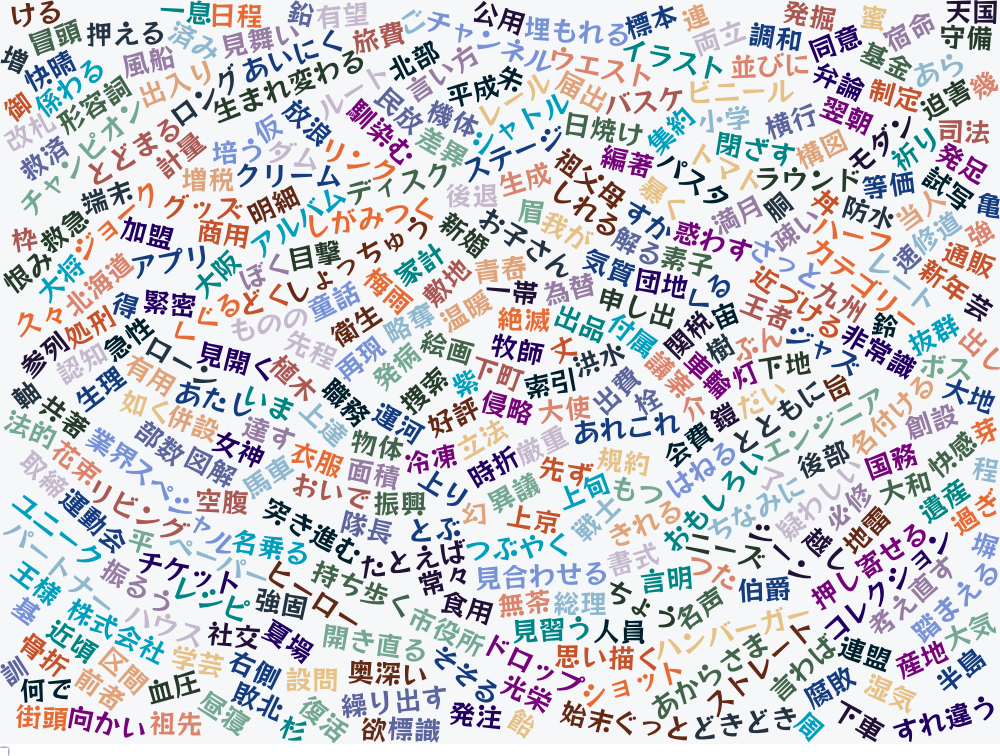 ける
一息
日程
鉛
有望
ごチャンネル
公用
埋もれる
標本
連
発掘
蜜
宿命
天国
冒頭
押える
済み
見舞い
旅費
両立
調和
同意
守備
増
快晴
風船
あいにく
北部
ウエスト
イラスト
並びに
基金
あら
幾
御
係わる
出入り
ロング
生まれ変わる
ルート
言い方
平成
レール
届出
バスケ
ビニール
弁論
制定
迫害
改札
形容詞
放浪
民放
機体
シャトル
日焼け
集約
小学
横行
翌朝
モダン
司法
救済
チャンピオン
とどまる
仮
馴染む
差異
ステージ
閉ざす
横図
祈り
発足
計量
培う
ダム
リンク
編著
パスタ
トマト
端末
増税
クリーム
ディスク
後退
生成
祖父母
ラウンド
等価
試写
亀
ジョーク
グッズ
明細
アルバム
しがみつく
眉
しれる
暴く
満月
胴
丼
防水
当人
枠
救急
加盟
商用
新婚
お子さん
我が
すか
惑わす
疎い
ハーフ
速
修道
強
恨み
大将
北海道
アプリ
大阪
ぼく
目撃
しょっちゅう
家計
解る
素子
さっと
カテゴリー
レート
通販
久々
処刑
得
緊密
どく
童話
梅雨
敷地
青春
気質
団地
くる
近づける
九州
新年
芸
参列
急性
くぐる
ものの
衛生
略奪
温暖
一帯
為替
申し出
王者
鈴
抜群
出し
認知
ローン
見開く
先程
再現
絵画
絶滅
出品
付属
関税
宙
樹
ぶん
ジャズ
非常識
ボス
軸
生理
有用
植木
発病
牧師
丈
洪水
議案
車齢
灯
下地
共著
あたし
いま
職務
捜索
紫
下町
索引
出費
介
鎧
だい
旨
大地
法的
如く
併設
上達
運河
好評
侵略
大使
栓
とともに
名付ける
創設
芽
花束
部数
女神
達す
物体
冷凍
立法
厳重
あれこれ
会費
エンジニア
快感
取締
業界
図解
馬車
衣服
面積
時折
先ず
規約
はねる
おもしろい
後部
国務
程
運動会
リビング
スペシャル
空腹
おいで
振興
上り
異議
上旬
もつ
ちなみに
疑わしい
必修
大和
遺産
ユニーク
平
ペーパー
名乗る
突き進む
隊長
とぶ
幻
上京
戦士
きれる
ニーズ
越し
地雷
過ぎ
パートナー
振るう
チケット
たとえば
つぶやく
書式
つた
押し寄せる
塀
王様
レシピ
ヒーロー
持ち歩く
常々
見合わせる
言明
伯爵
コレクション
基
株式会社
ハウス
強固
食用
無茶
総理
ちょっ
名声
考え直す
踏まえる
近頃
社交
夏場
市役所
見習う
人員
ハンバーガー
大気
骨折
区間
学芸
開き直る
ドロップ
思い描く
あからさま
言わば
連盟
産地
半島
訓
何で
前者
血圧
右側
設問
奥深い
そそる
光栄
ショット
ストレート
腐敗
湿気
街頭
向かい
祖先
昼寝
敗北
杉
復活
繰り出す
欲
標識
発注
飴
始末
ぐっと
どきどき
下車
すれ違う